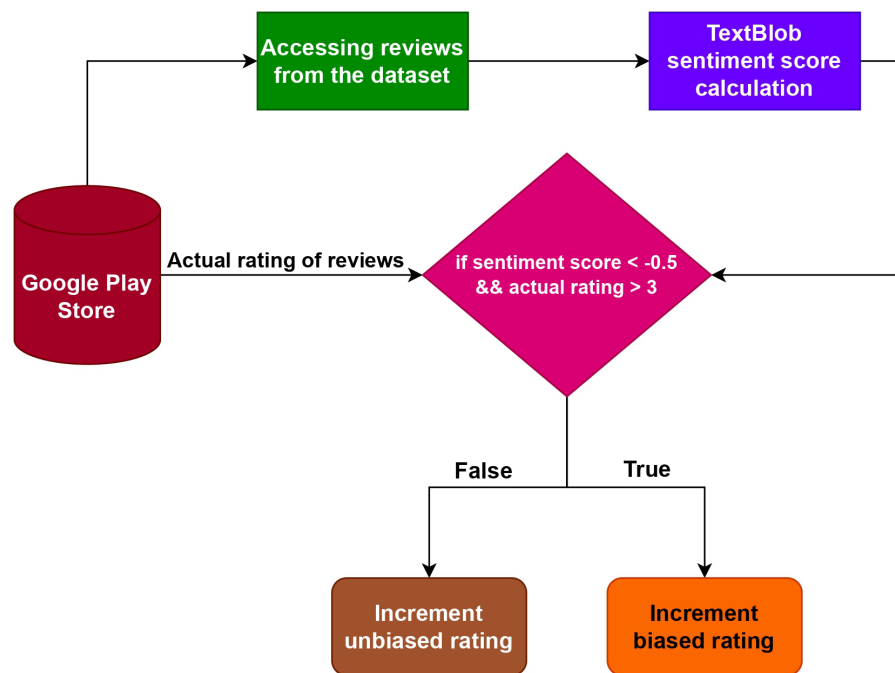 Accessing reviews
from the dataset
TextBlob
sentiment score
calculation
Google Play
Store
Actual rating of reviews
if sentiment score < -0.5
&& actual rating > 3
False
True
Increment
unbiased rating
Increment
biased rating